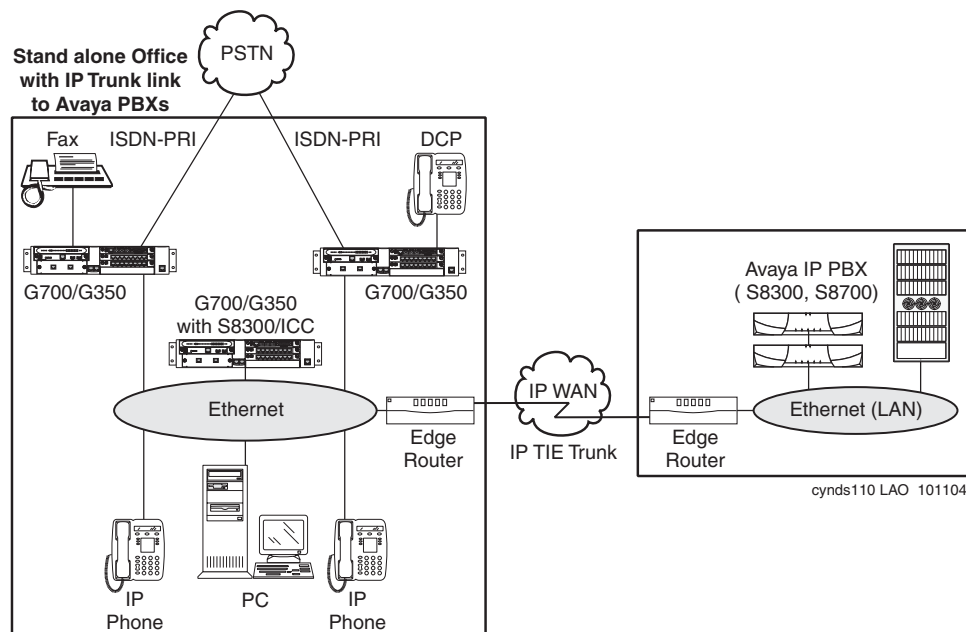 PSTN
Stand alone Office
with IP Trunk link
to Avaya PBXs
Fax
ISDN-PRI
ISDN-PRI
DCP
G700/G350
G700/G350
G700/G350
with S8300/ICC
Ethernet
Edge
Router
IP WAN
IP TIE Trunk
Avaya IP PBX
( S8300, S8700)
Edge
Router
Ethernet (LAN)
cynds110 LAO 101104
IP
Phone
PC
IP
Phone